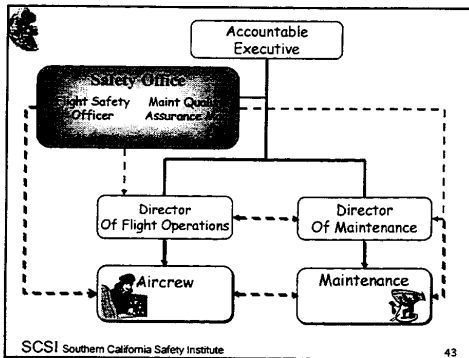 Accountable
Executive
Safety Office
Flight Safety Maint Quality
Officer Assurance
Director
Of Flight Operations
Director
Of Maintenance
Aircrew
Maintenance
SCSI Southern California Safety Institute
43